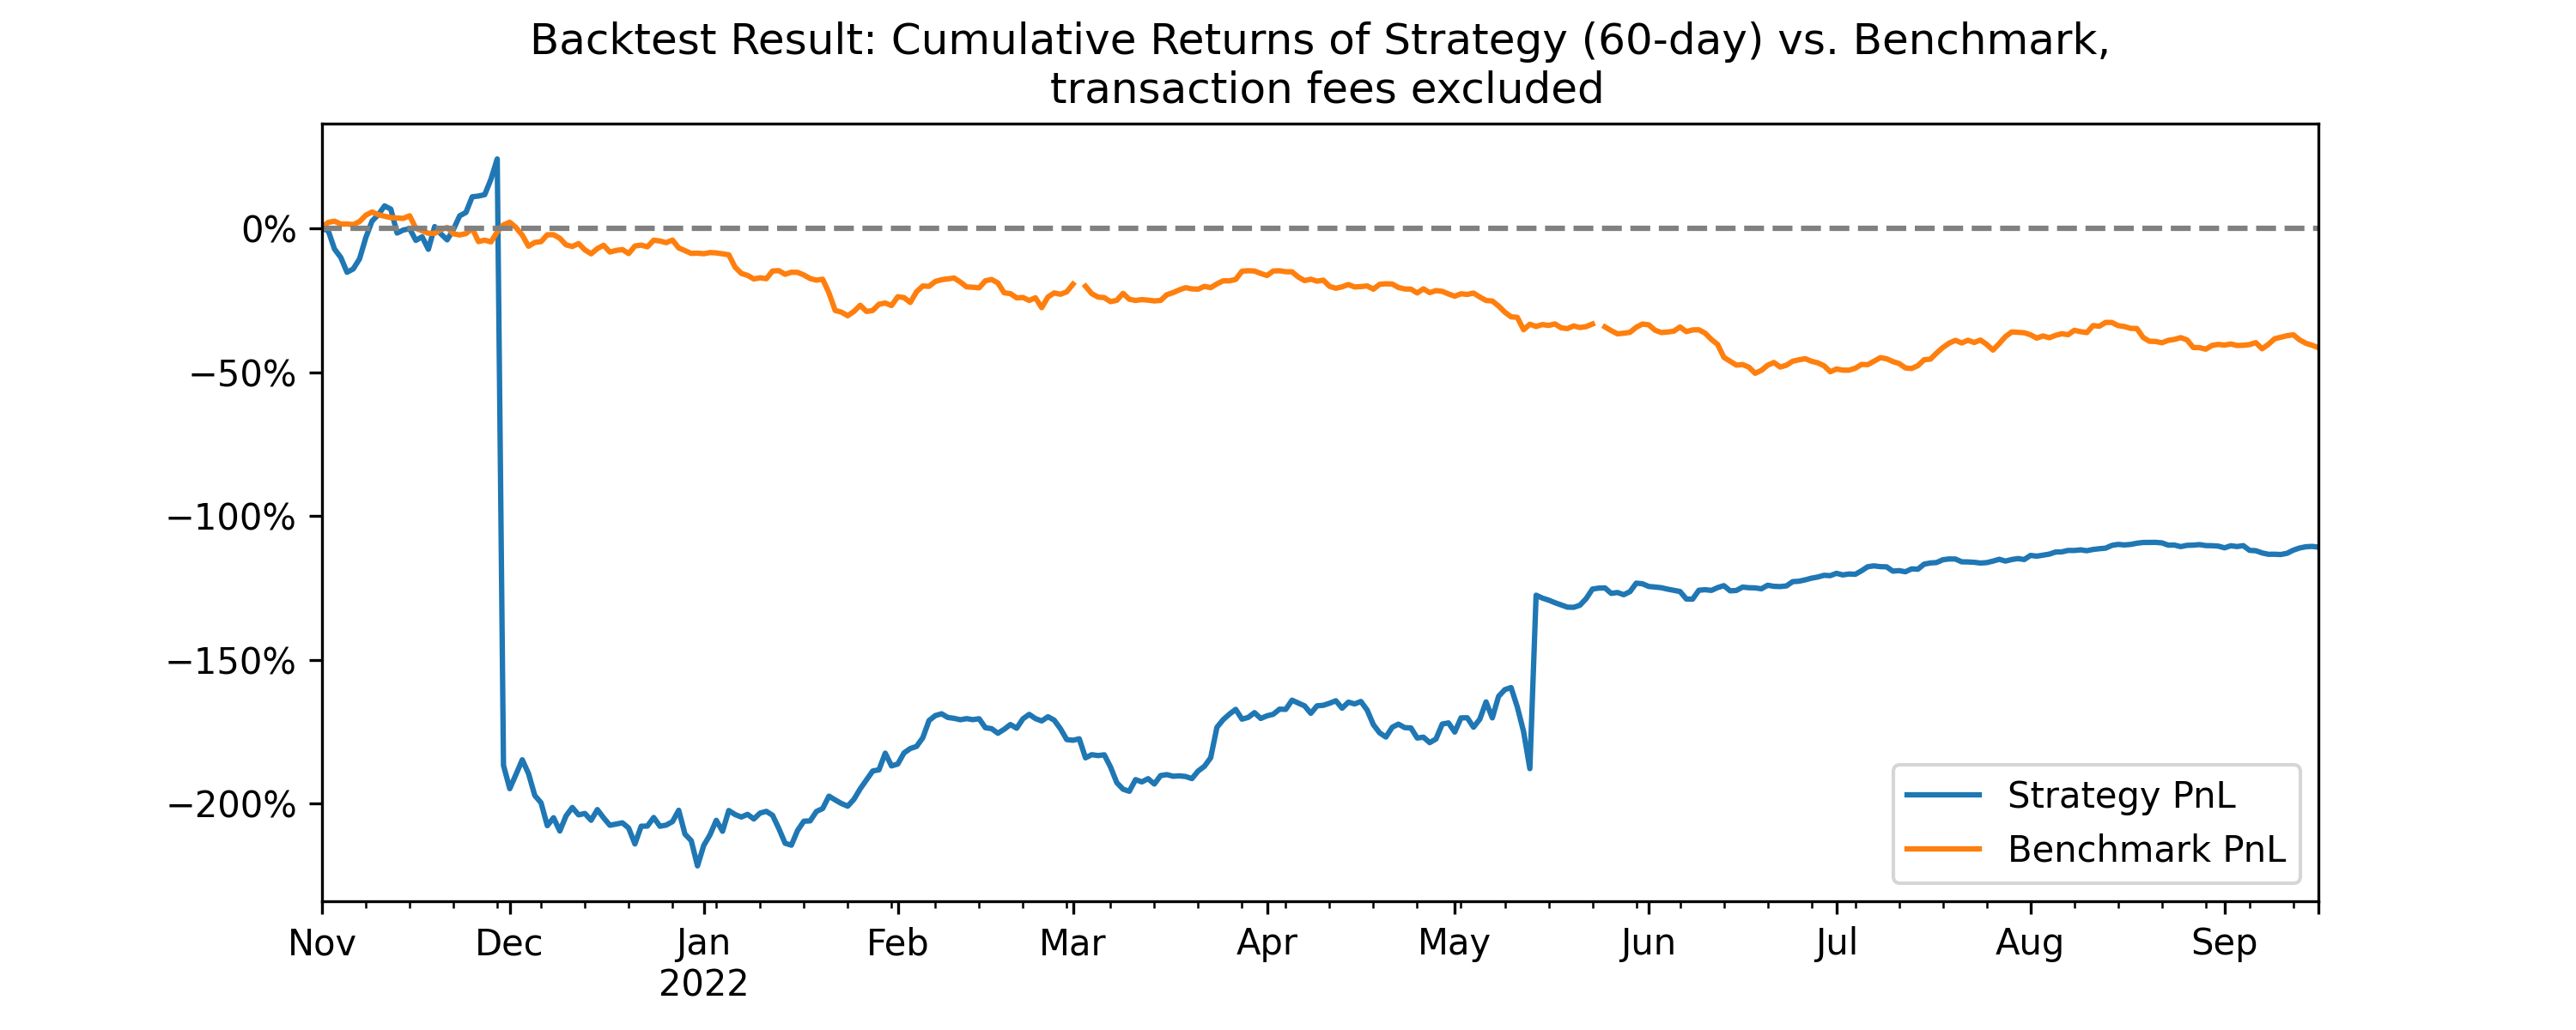 Backtest Result: Cumulative Returns of Strategy (60-day) vs. Benchmark,
transaction fees excluded
0%
−50%
−100%
−150%
−200%
Nov
Dec
Jan
2022
Feb
Mar
Apr
May
Jun
Jul
Aug
Sep
Strategy PnL
Benchmark PnL